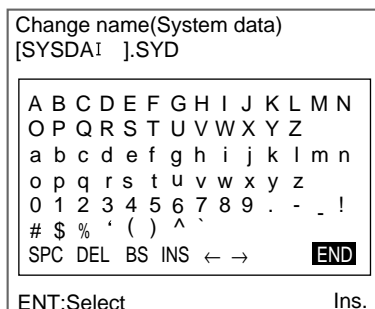 Change name(System data)
[SYSDAI ].SYD
A B C D E F G H I J K L M N
O P Q R S T U V W X Y Z
a b c d e f g h i j k l m n
o p q r s t u v w x y z
0 1 2 3 4 5 6 7 8 9 . - _ !
# $ % ‘ ( ) ^ `
SPC DEL BS INS ← → END
ENT:Select Ins.